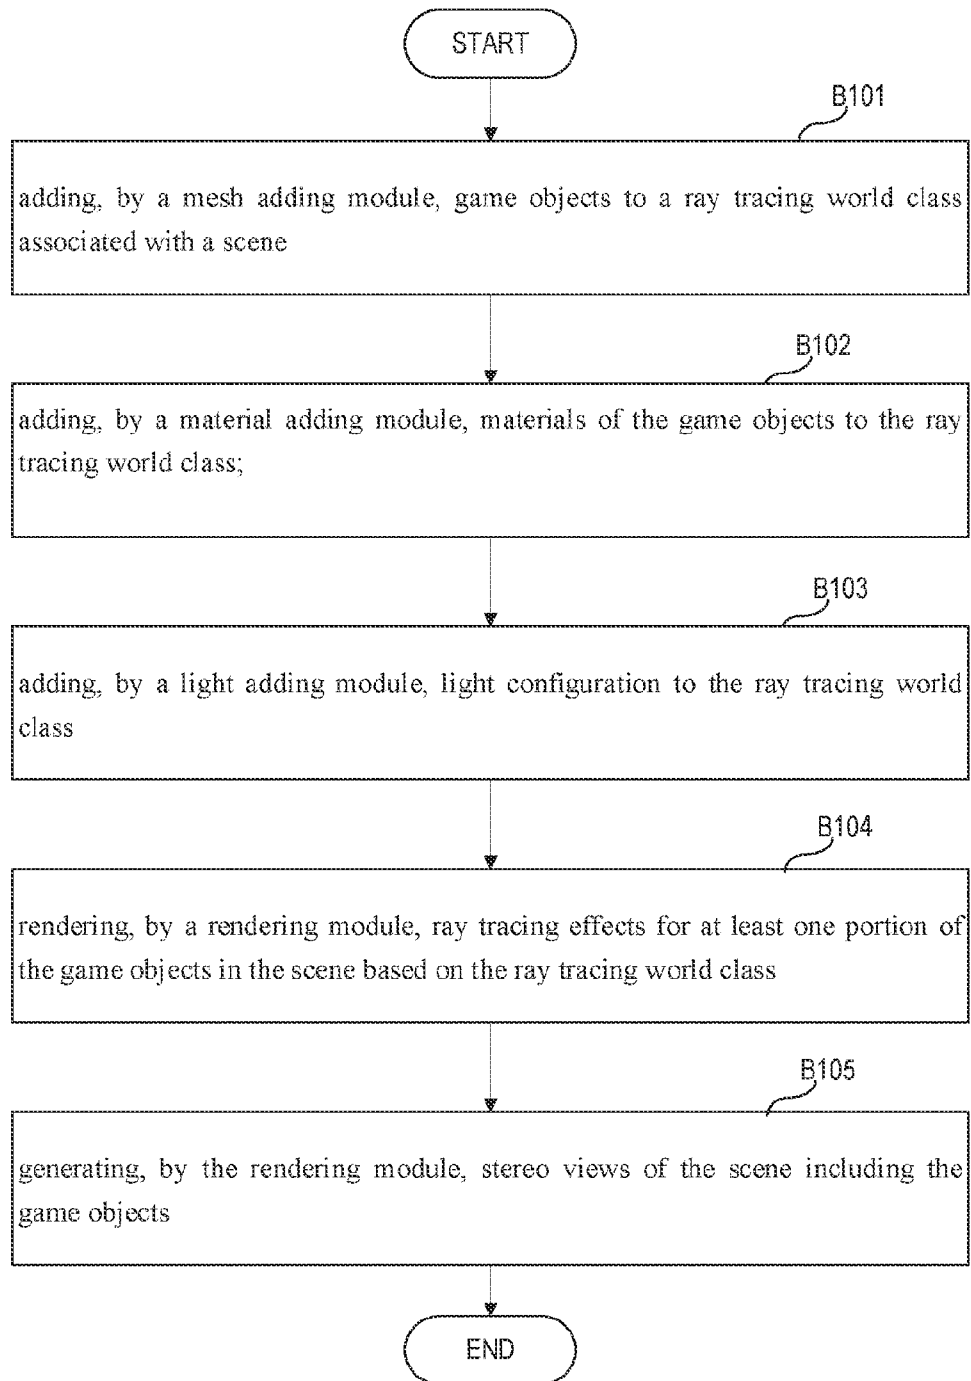 START
B101
adding, by a mesh adding module, game objects to a ray tracing world class
associated with a scene
B102
adding, by a material adding module, materials of the game objects to the ray
tracing world class;
B103
adding, by a light adding module, light configuration to the ray tracing world
class
B104
rendering, by a rendering module, ray tracing effects for at least one portion of
the game objects in the scene based on the ray tracing world class
B105
generating, by the rendering module, stereo views of the scene including the
game objects
END